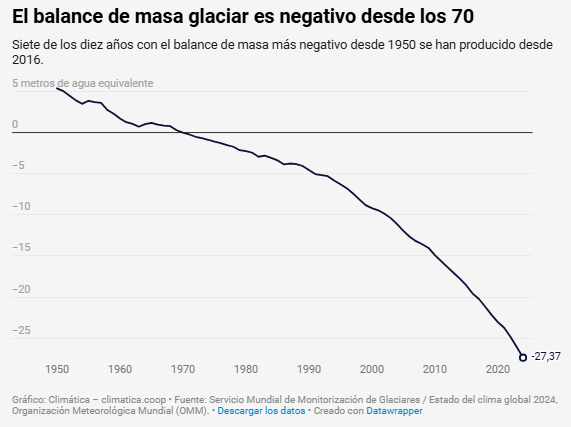 El balance de masa glaciar es negativo desde los 70
Siete de los diez años con el balance de masa más negativo desde 1950 se han producido desde
2016.
5 metros de agua equivalente
0
−5
−10
−15
−20
−25
-27,37
1950 1960 1970 1980 1990 2000 2010 2020
Gráfico: Climática – climatica.coop • Fuente: Servicio Mundial de Monitorización de Glaciares / Estado del clima global 2024,
Organización Meteorológica Mundial (OMM). • Descargar los datos • Creado con Datawrapper